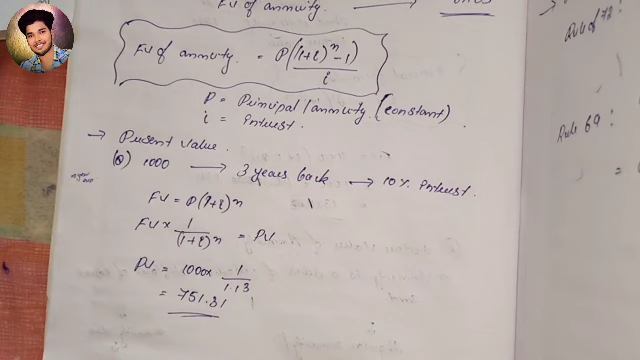 FV of annuity.
FV of annuity. = P((1+i)^n - 1) / i
P = Principal / annuity (constant).
i = Interest.
→ Present value.
(Q) 1000 → 3 years back → 10% interest.
FV = P(1+i)^n
FV × 1/(1+i)^n = PV
PV = 1000 × 1/1.1^3
= 751.31
Rule of 72:
Rule 69: